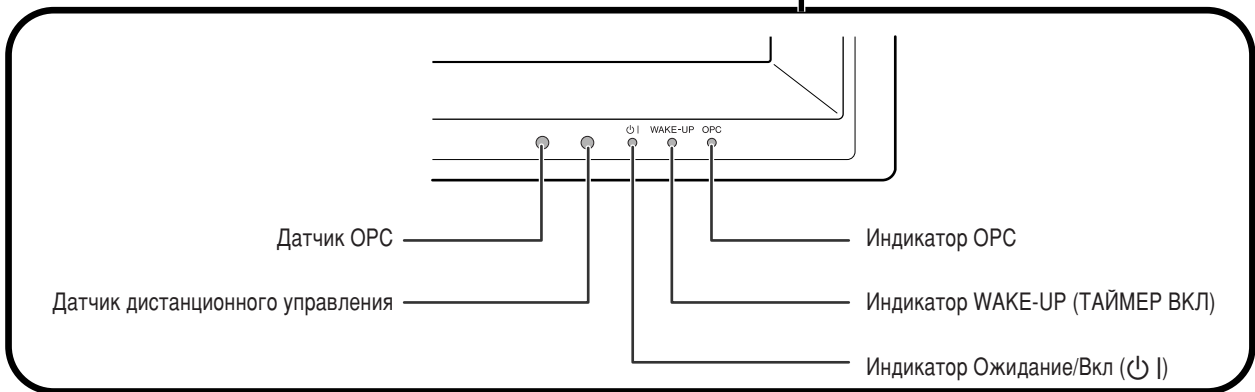 ⏻ | WAKE-UP OPC
Датчик OPC
Индикатор OPC
Датчик дистанционного управления
Индикатор WAKE-UP (ТАЙМЕР ВКЛ)
Индикатор Ожидание/Вкл (⏻ |)